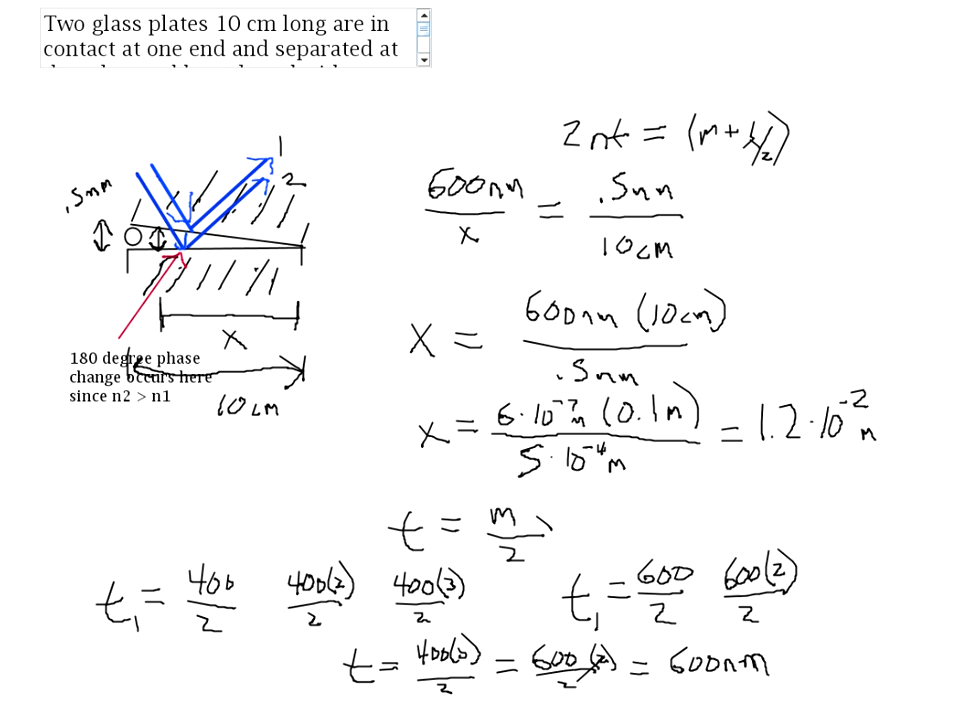 Two glass plates 10 cm long are in
contact at one end and separated at
2nt = (m + 1/2)
1
2
.5mm
600nm / x = .5mm / 10cm
x = 600nm (10cm) / .5mm
x
180 degree phase
change occurs here
since n2 > n1
10cm
x = 6·10^-7 m (0.1m) / 5·10^-4 m = 1.2·10^-2 m
t = m / 2 λ
t1 = 400/2 400(2)/2 400(3)/2
t1 = 600/2 600(2)/2
t = 400(3)/2 = 600(2)/2 = 600nm